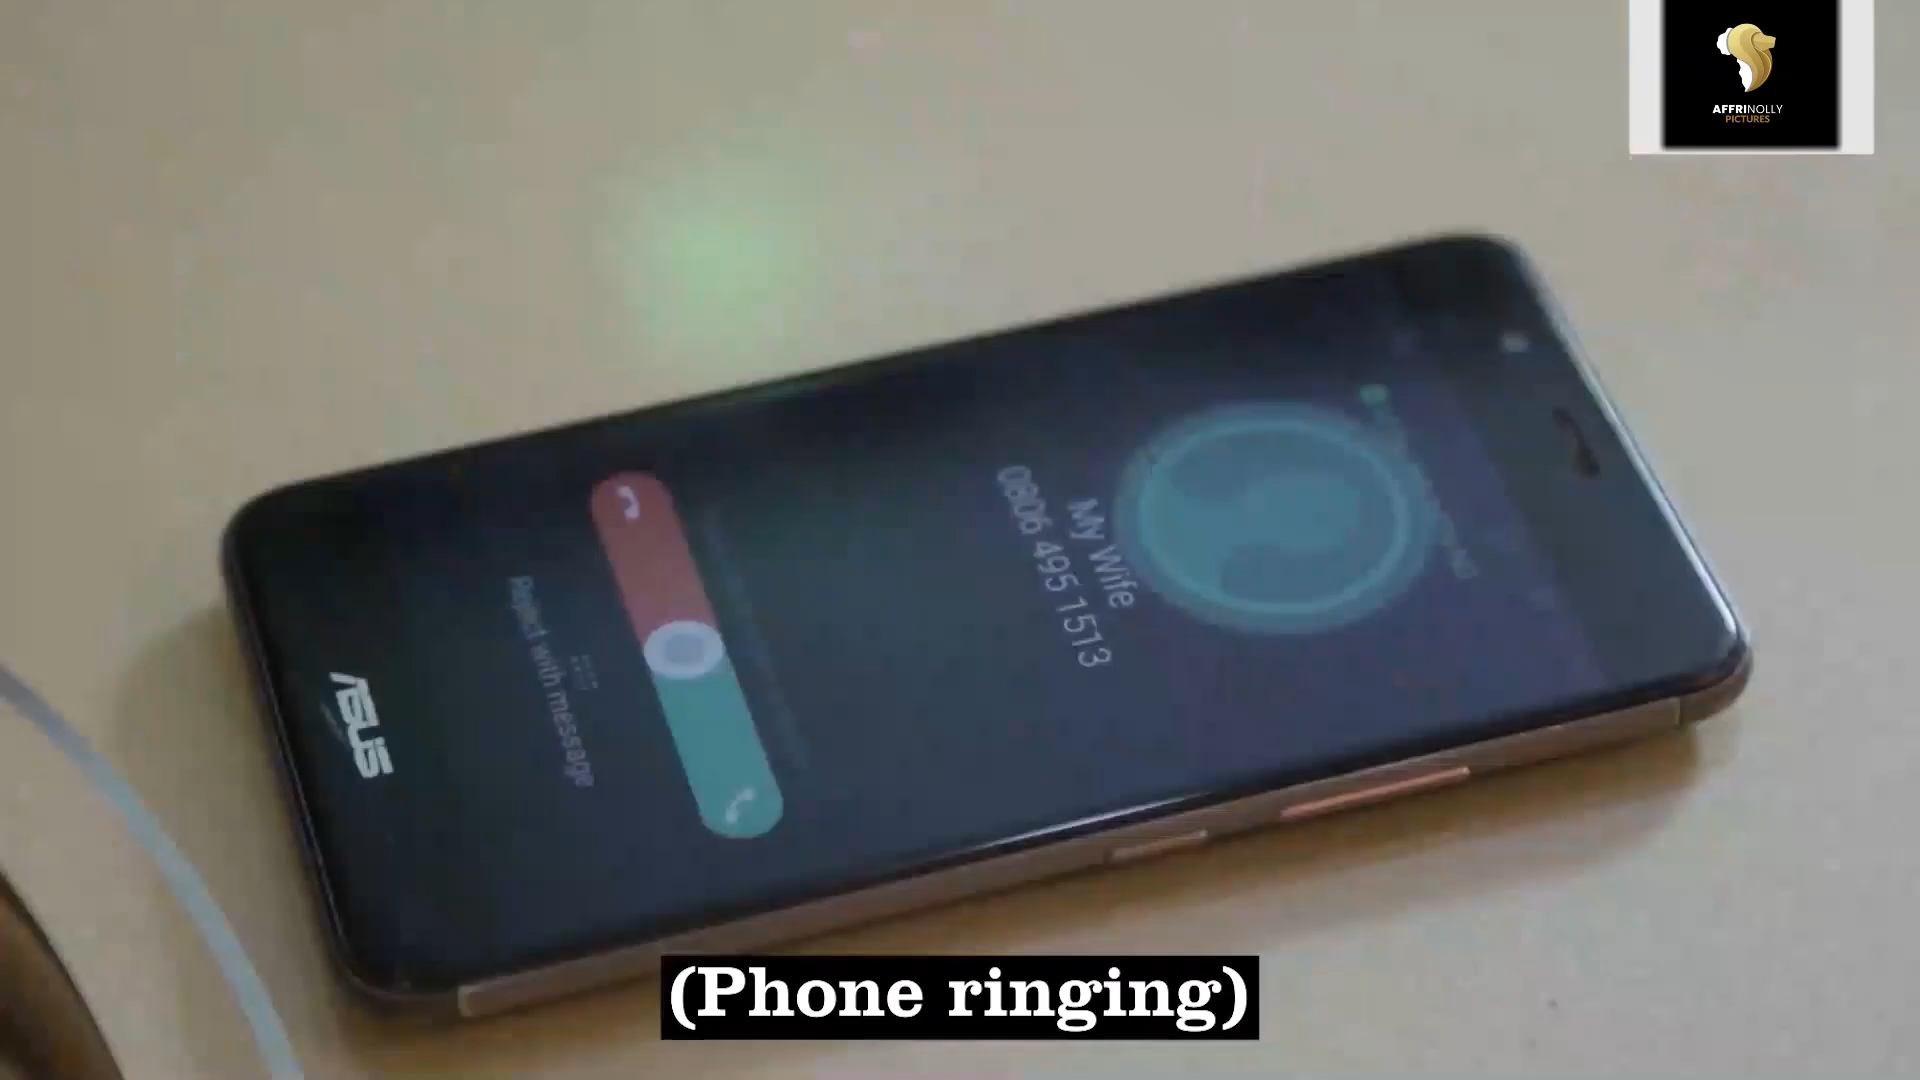 AFFRINOLLY
PICTURES
My Wife
0806 495 1513
Reject with message
ASUS
(Phone ringing)